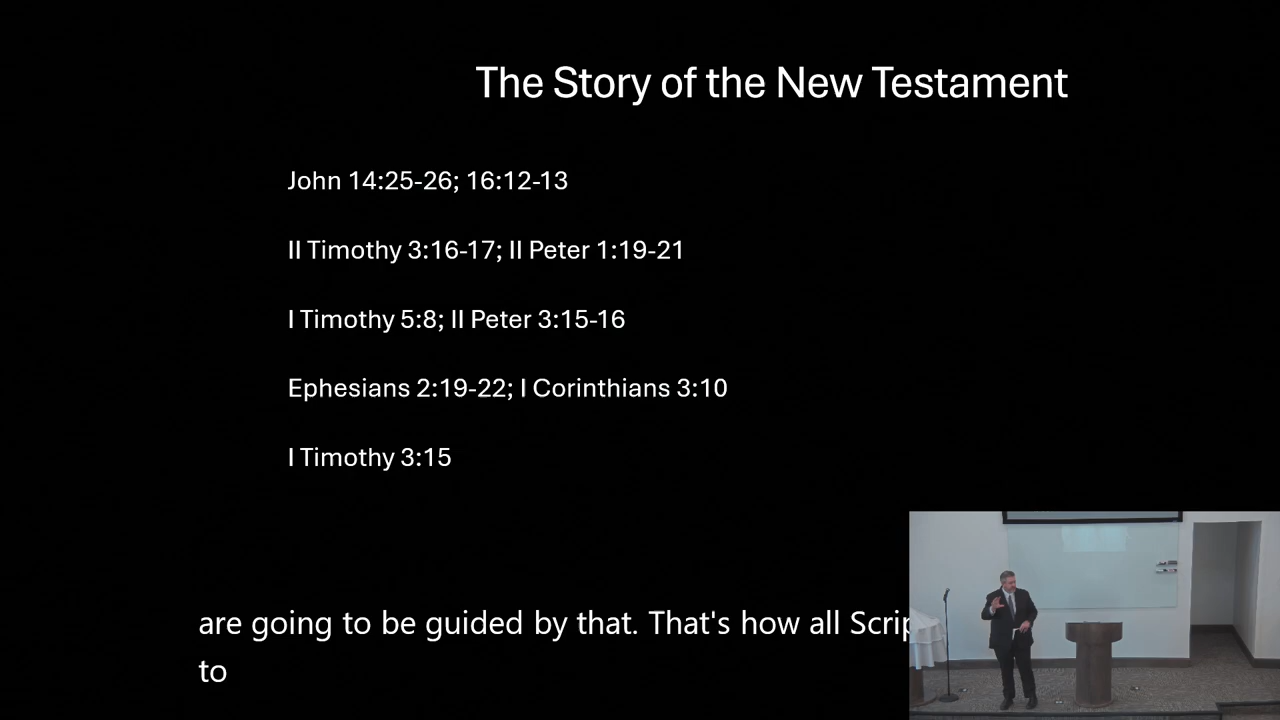 The Story of the New Testament
John 14:25-26; 16:12-13
II Timothy 3:16-17; II Peter 1:19-21
I Timothy 5:8; II Peter 3:15-16
Ephesians 2:19-22; I Corinthians 3:10
I Timothy 3:15
are going to be guided by that. That's how all
to